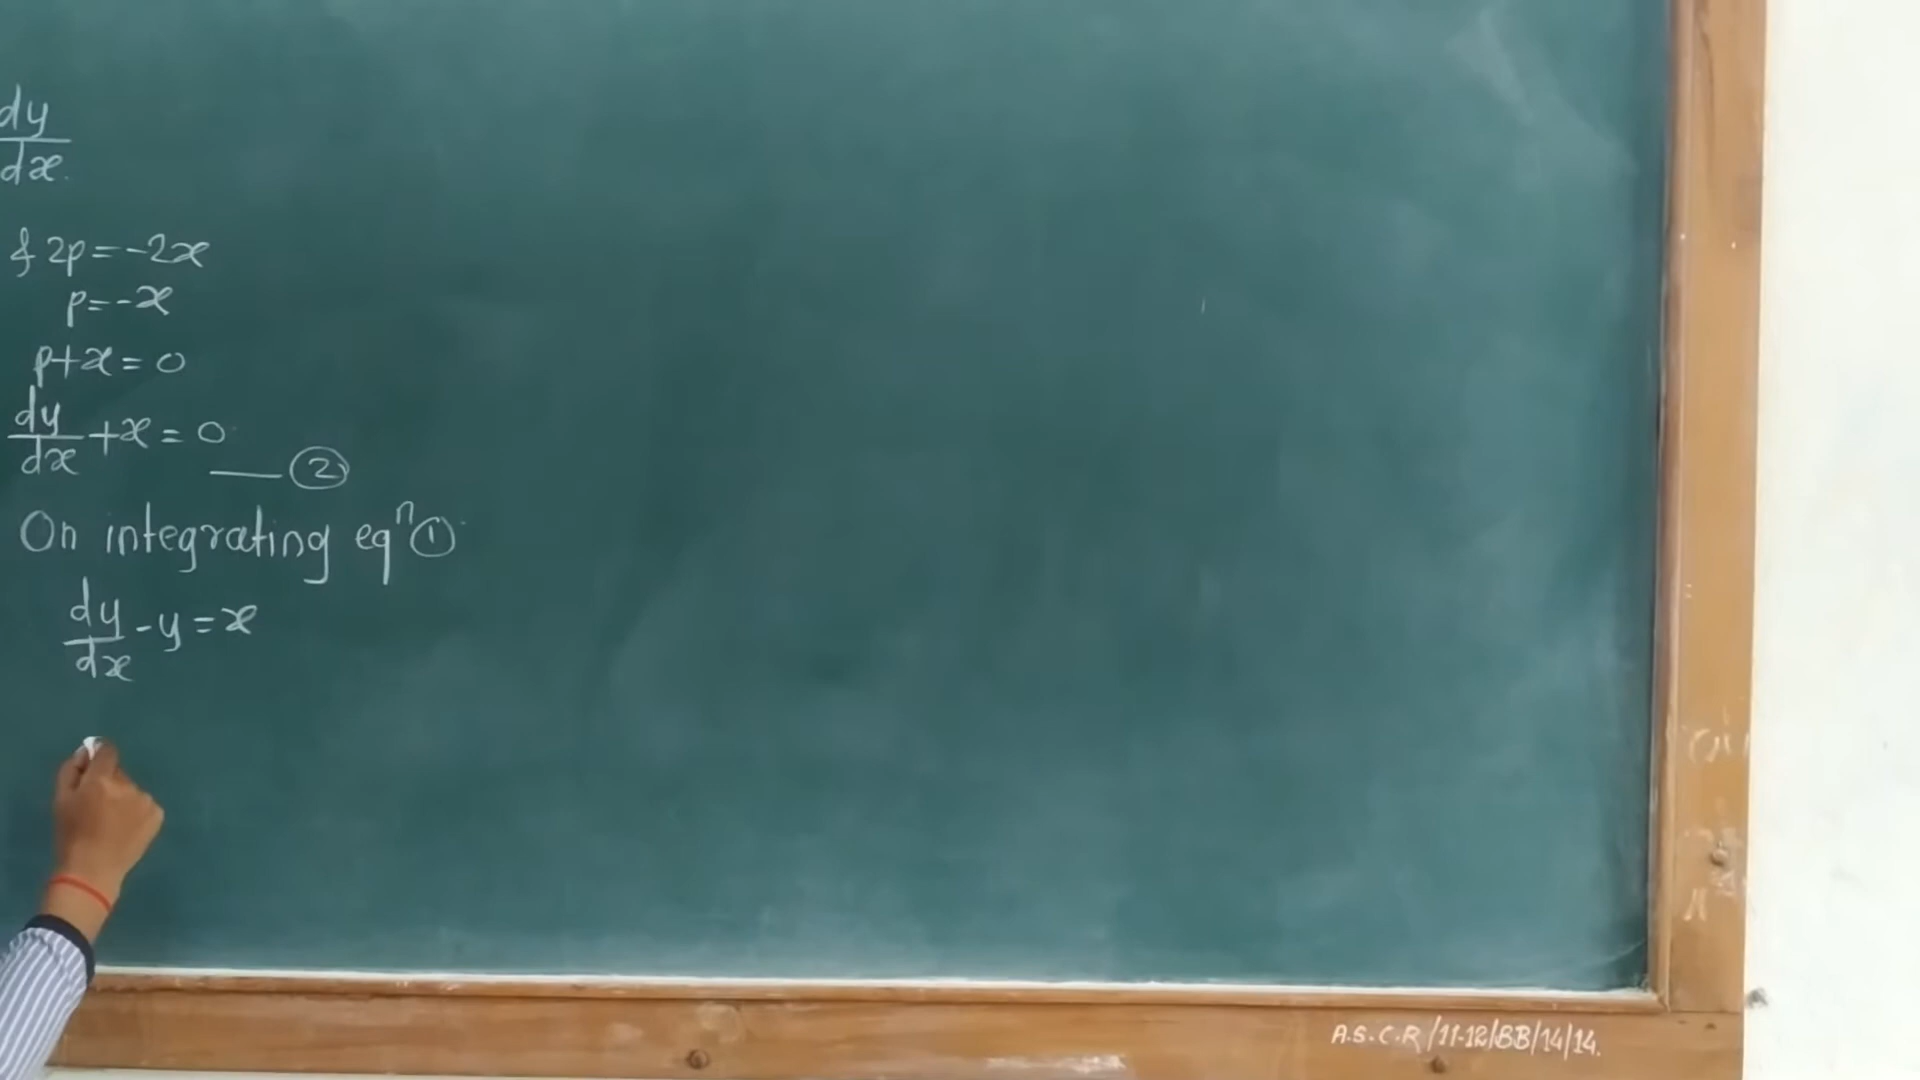 dy
dx.
& 2p = -2x
p = -x
p + x = 0
dy/dx + x = 0 —— ②
On integrating eqⁿ ①
dy/dx - y = x
A.S.C.R/11-12/BB/14/14.